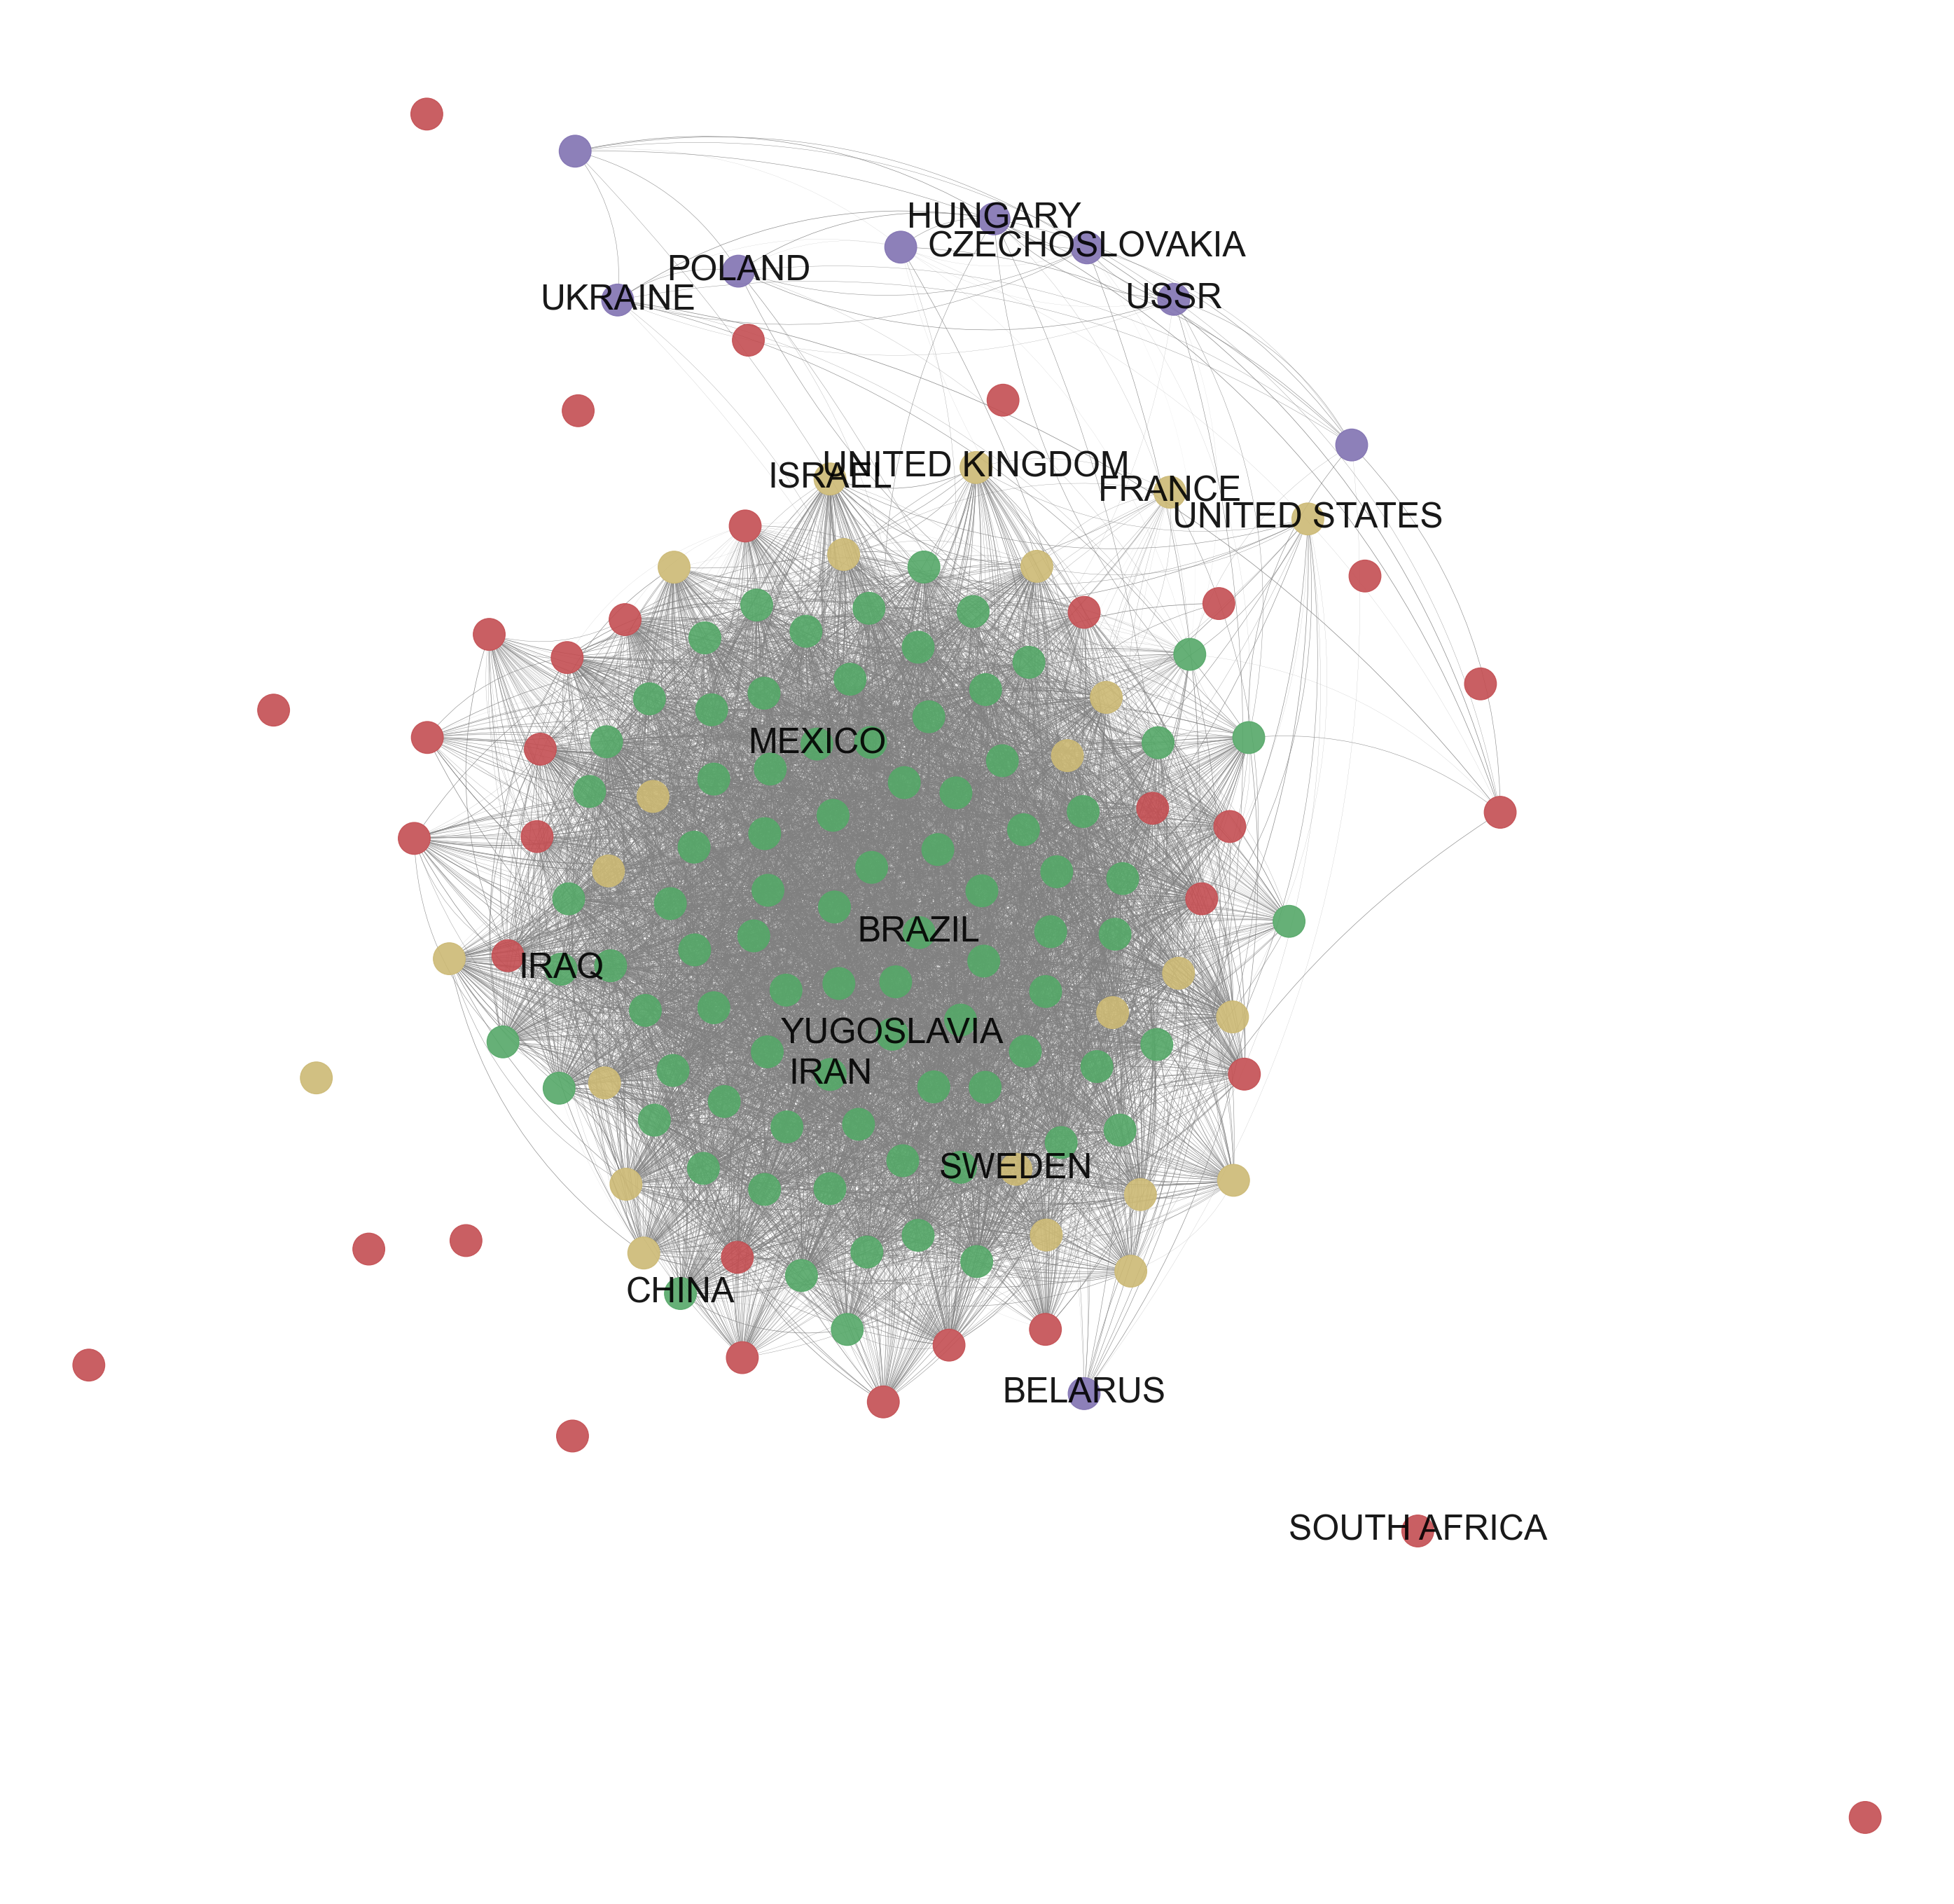 HUNGARY
CZECHOSLOVAKIA
POLAND
UKRAINE
USSR
UNITED KINGDOM
ISRAEL
FRANCE
UNITED STATES
MEXICO
BRAZIL
IRAQ
YUGOSLAVIA
IRAN
SWEDEN
CHINA
BELARUS
SOUTH AFRICA